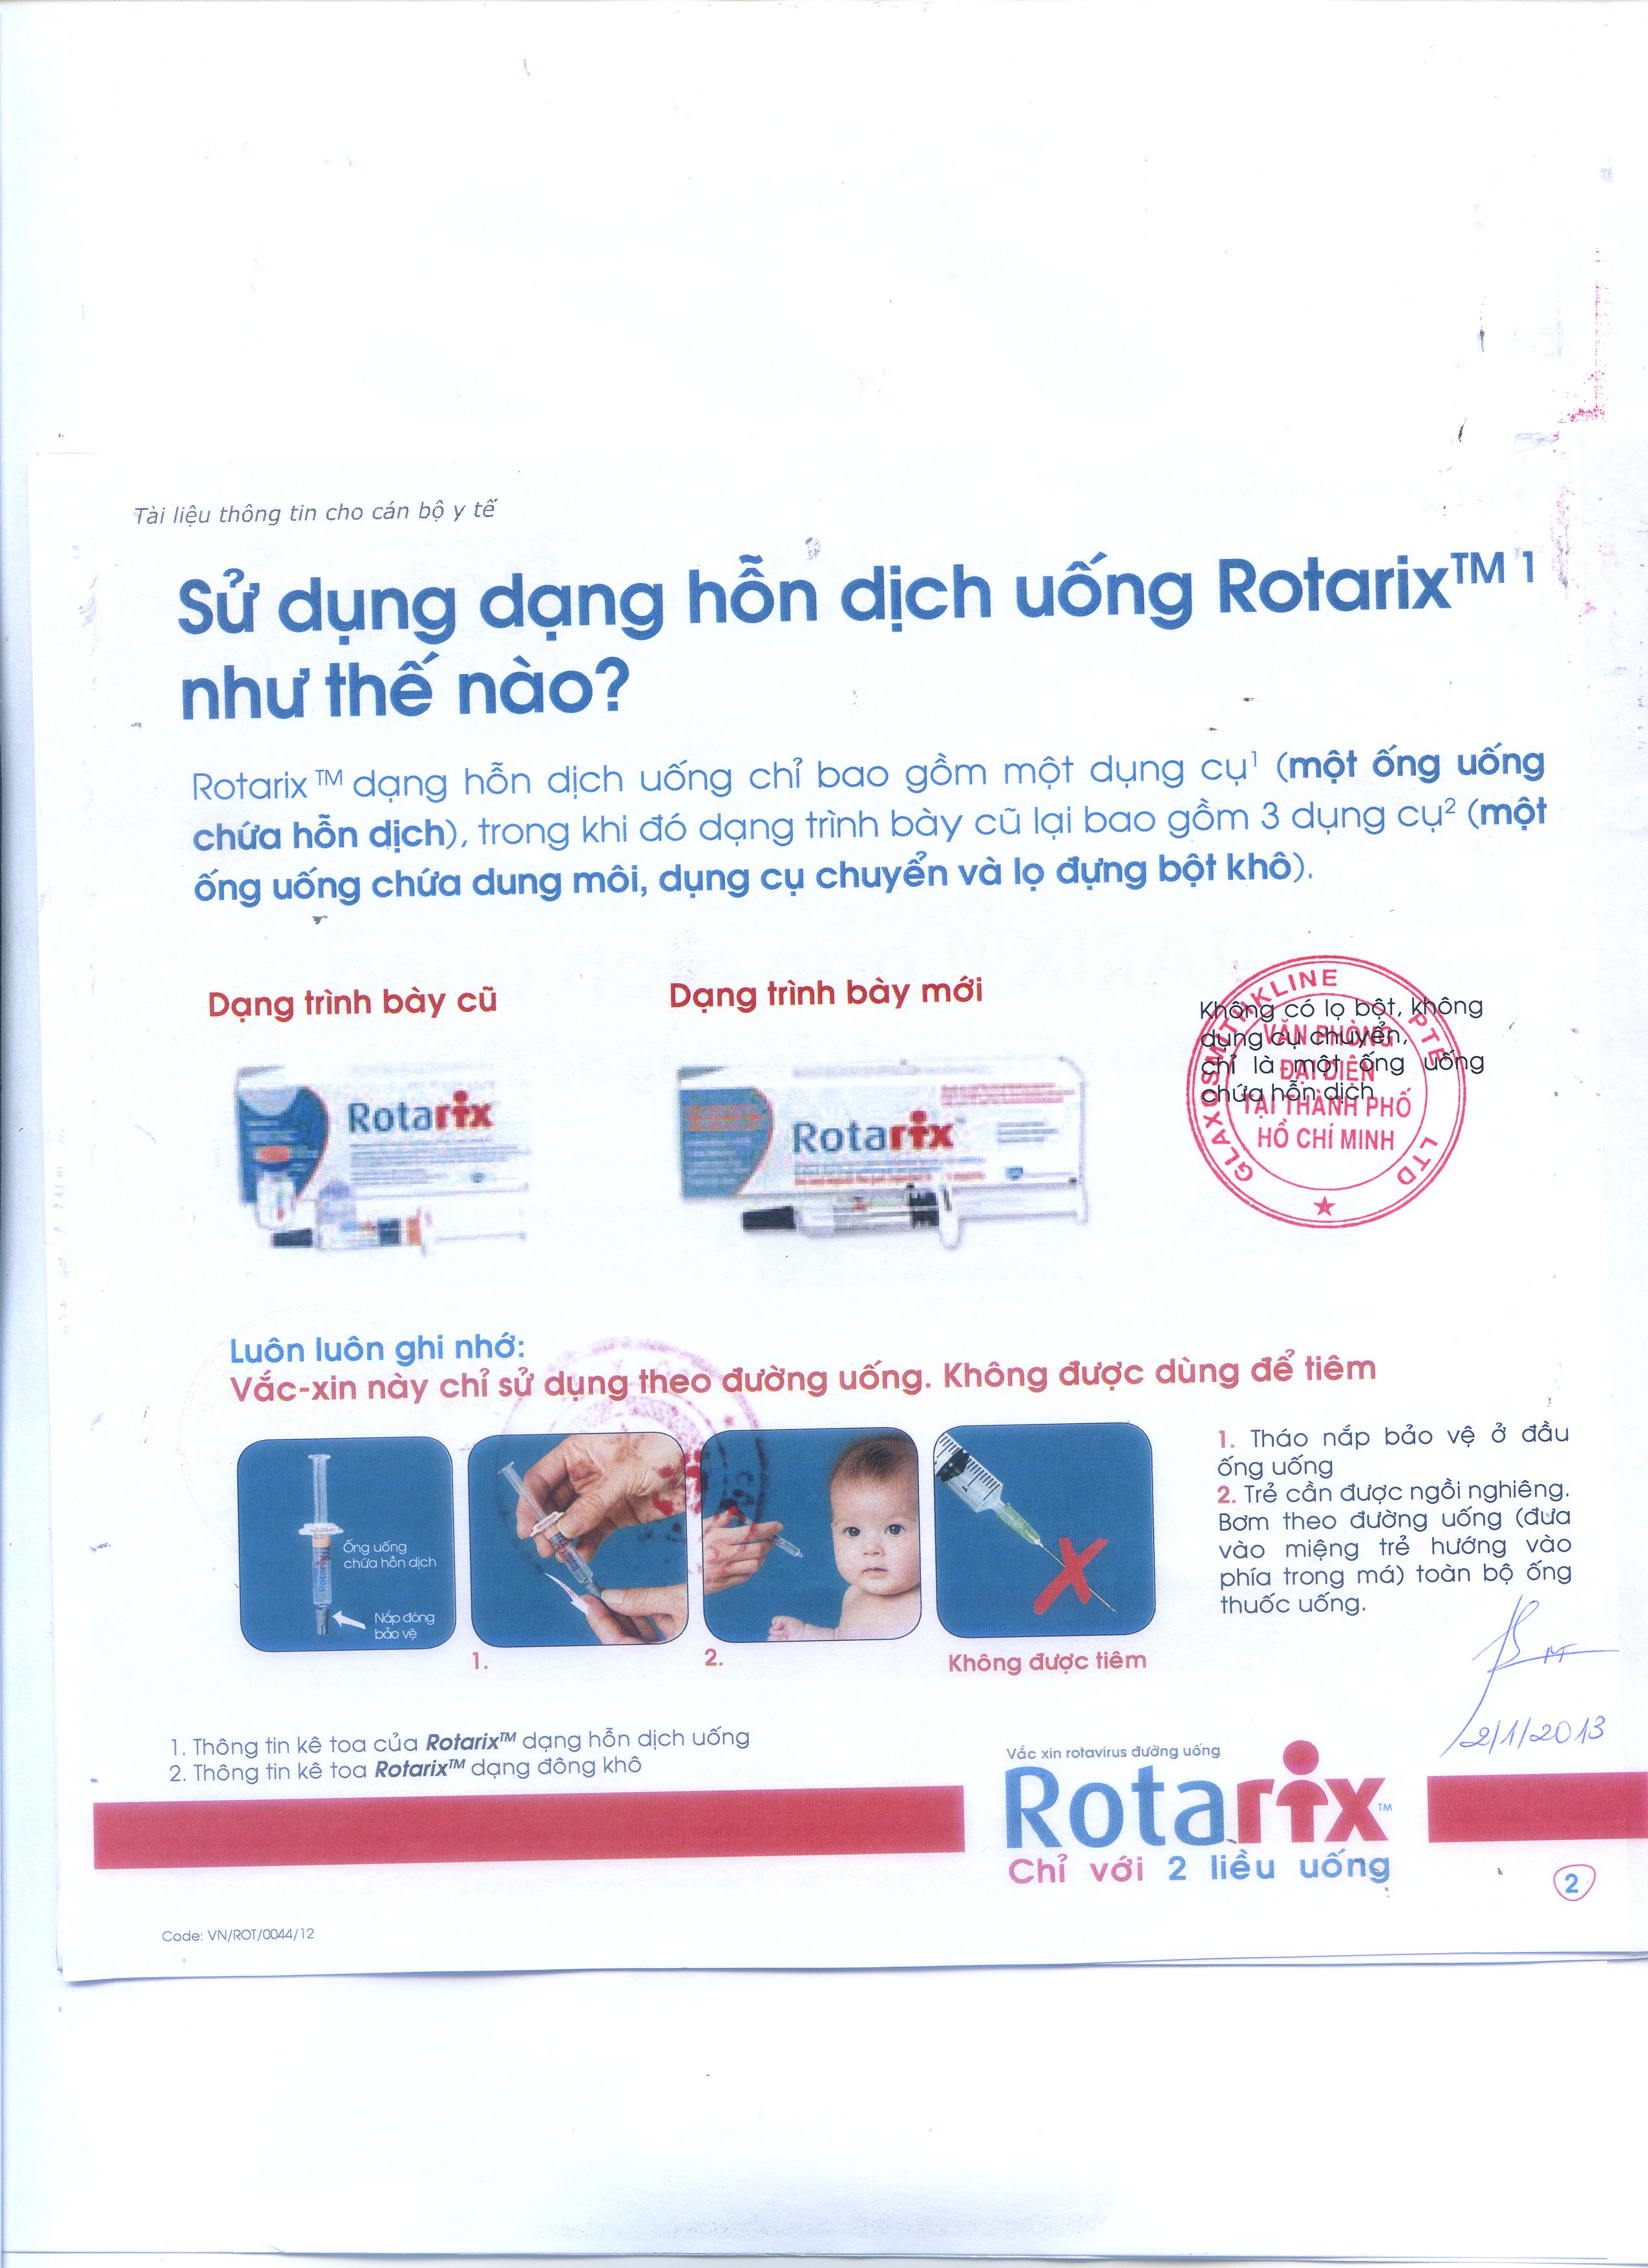 Tài liệu thông tin cho cán bộ y tế
Sử dụng dạng hỗn dịch uống Rotarix™ 1
như thế nào?
Rotarix™ dạng hỗn dịch uống chỉ bao gồm một dụng cụ¹ (một ống uống
chứa hỗn dịch), trong khi đó dạng trình bày cũ lại bao gồm 3 dụng cụ² (một
ống uống chứa dung môi, dụng cụ chuyển và lọ đựng bột khô).
Dạng trình bày cũ
Dạng trình bày mới
Rotarix
Rotarix
Không có lọ bột, không
dụng cụ chuyển,
chỉ là một ống uống
chứa hỗn dịch
GLAXOSMITHKLINE PTE LTD
VĂN PHÒNG
ĐẠI DIỆN
TẠI THÀNH PHỐ
HỒ CHÍ MINH
Luôn luôn ghi nhớ:
Vắc-xin này chỉ sử dụng theo đường uống. Không được dùng để tiêm
Ống uống
chứa hỗn dịch
Rotarix
Nắp đóng
bảo vệ
1.
2.
Không được tiêm
1. Tháo nắp bảo vệ ở đầu
ống uống
2. Trẻ cần được ngồi nghiêng.
Bơm theo đường uống (đưa
vào miệng trẻ hướng vào
phía trong má) toàn bộ ống
thuốc uống.
2/1/2013
1. Thông tin kê toa của Rotarix™ dạng hỗn dịch uống
2. Thông tin kê toa Rotarix™ dạng đông khô
Vắc xin rotavirus đường uống
Rotarix™
Chỉ với 2 liều uống
2
Code: VN/ROT/0044/12